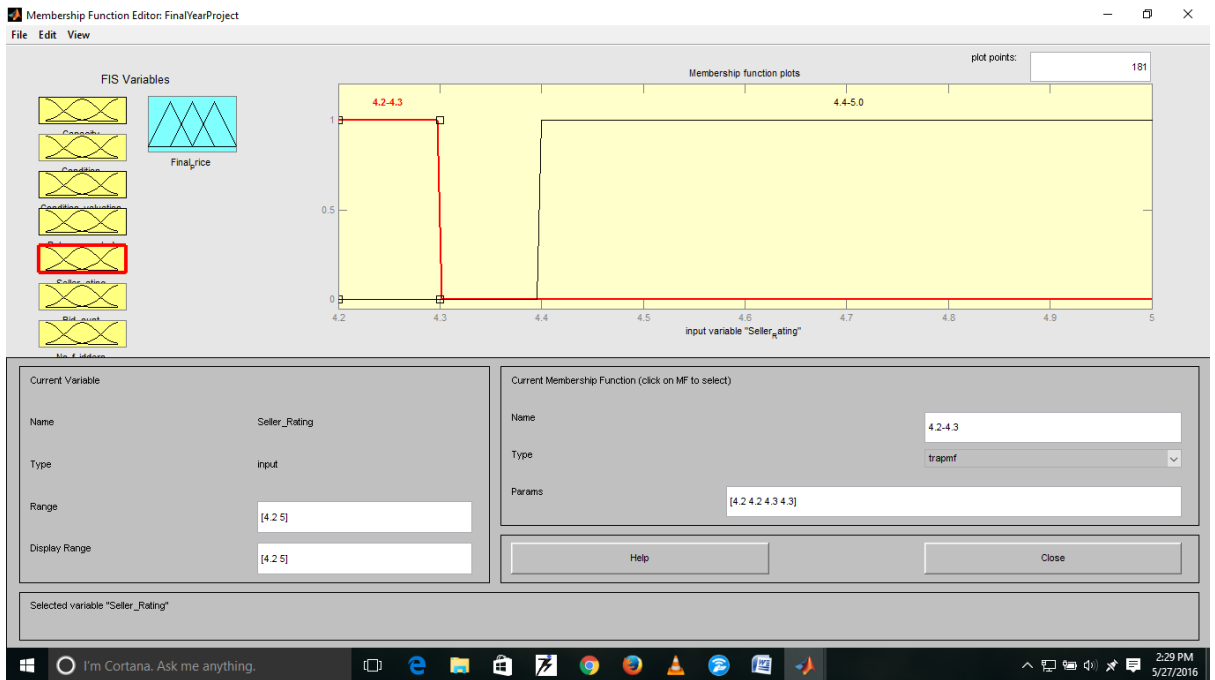 Membership Function Editor: FinalYearProject
File Edit View
FIS Variables
Membership function plots
plot points:
181
Capacity
Condition
Final_price
4.2-4.3
4.4-5.0
1
0.5
0
4.2 4.3 4.4 4.5 4.6 4.7 4.8 4.9 5
input variable "Seller_Rating"
Current Variable
Name Seller_Rating
Type input
Range [4.2 5]
Display Range [4.2 5]
Current Membership Function (click on MF to select)
Name 4.2-4.3
Type trapmf
Params [4.2 4.2 4.3 4.3]
Help
Close
Selected variable "Seller_Rating"
I'm Cortana. Ask me anything.
2:29 PM
5/27/2016